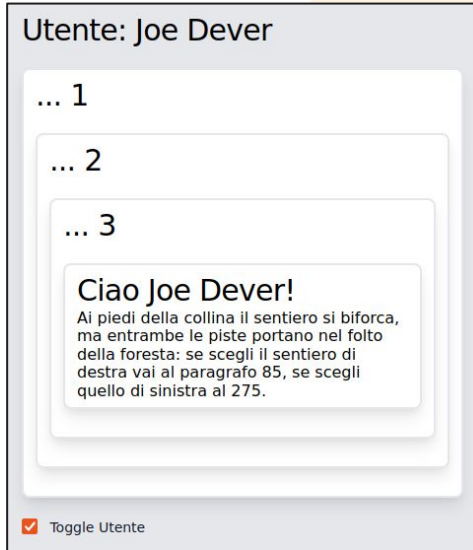 Utente: Joe Dever
... 1
... 2
... 3
Ciao Joe Dever!
Ai piedi della collina il sentiero si biforca,
ma entrambe le piste portano nel folto
della foresta: se scegli il sentiero di
destra vai al paragrafo 85, se scegli
quello di sinistra al 275.
Toggle Utente